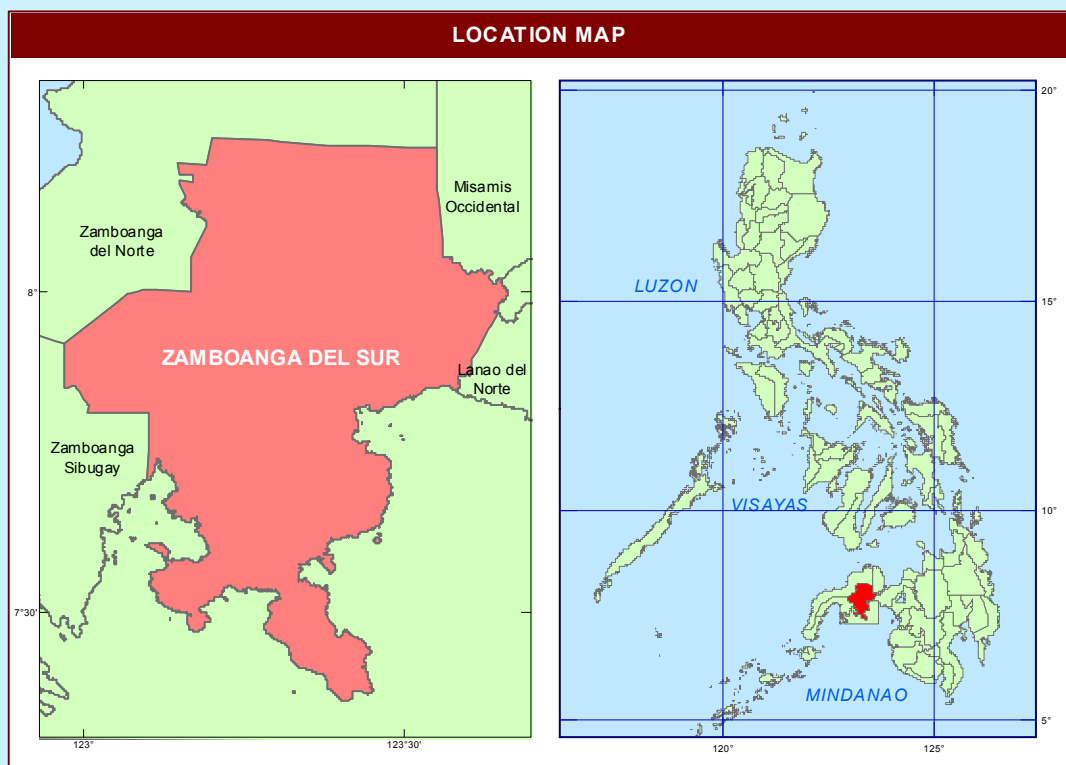 LOCATION MAP
Misamis
Occidental
Zamboanga
del Norte
8°
ZAMBOANGA DEL SUR
Lanao del
Norte
Zamboanga
Sibugay
7°30'
123°
123°30'
20°
LUZON
15°
VISAYAS
10°
MINDANAO
5°
120°
125°